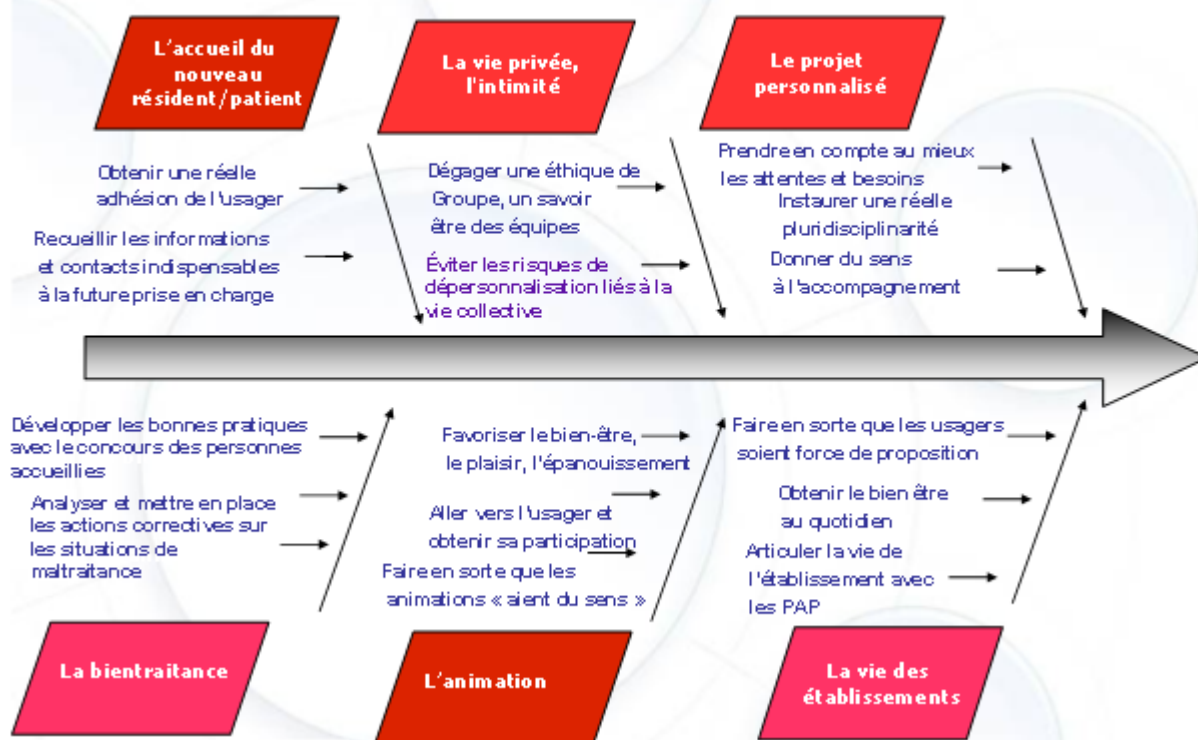 L'accueil du
nouveau
résident/patient
La vie privée,
l'intimité
Le projet
personnalisé
Obtenir une réelle
adhésion de l'usager
Recueillir les informations
et contacts indispensables
à la future prise en charge
Dégager une éthique de
Groupe, un savoir
être des équipes
Éviter les risques de
dépersonnalisation liés à la
vie collective
Prendre en compte au mieux
les attentes et besoins
Instaurer une réelle
pluridisciplinarité
Donner du sens
à l'accompagnement
Développer les bonnes pratiques
avec le concours des personnes
accueillies
Analyser et mettre en place
les actions correctives sur
les situations de
maltraitance
Favoriser le bien-être,
le plaisir, l'épanouissement
Aller vers l'usager et
obtenir sa participation
Faire en sorte que les
animations « aient du sens »
Faire en sorte que les usagers
soient force de proposition
Obtenir le bien être
au quotidien
Articuler la vie de
l'établissement avec
les PAP
La bientraitance
L'animation
La vie des
établissements